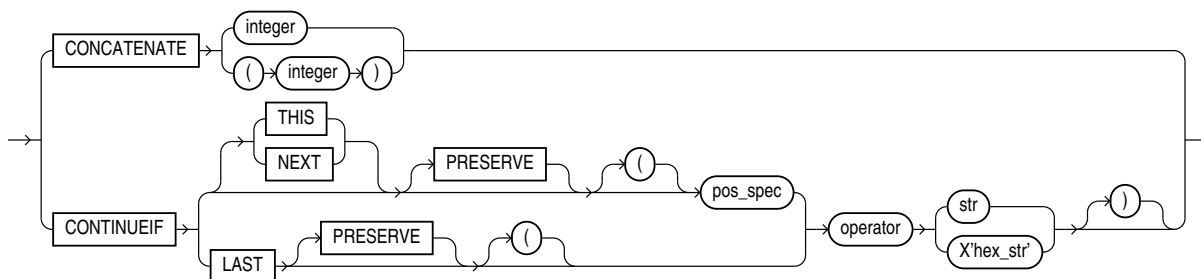 CONCATENATE integer
( integer )
THIS
NEXT PRESERVE ( pos_spec
CONTINUEIF operator str
X'hex_str' )
LAST PRESERVE (